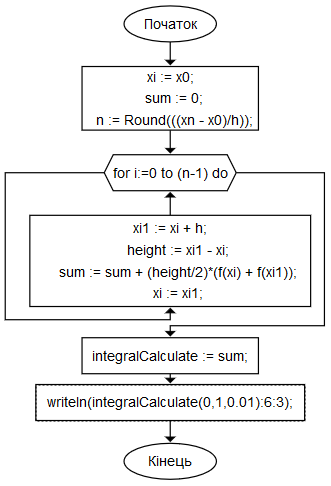 Початок
xi := x0;
sum := 0;
n := Round(((xn - x0)/h));
for i:=0 to (n-1) do
xi1 := xi + h;
height := xi1 - xi;
sum := sum + (height/2)*(f(xi) + f(xi1));
xi := xi1;
integralCalculate := sum;
writeln(integralCalculate(0,1,0.01):6:3);
Кінець